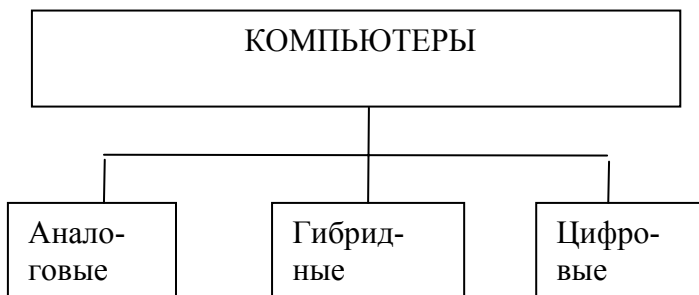 КОМПЬЮТЕРЫ
Анало-
говые
Гибрид-
ные
Цифро-
вые